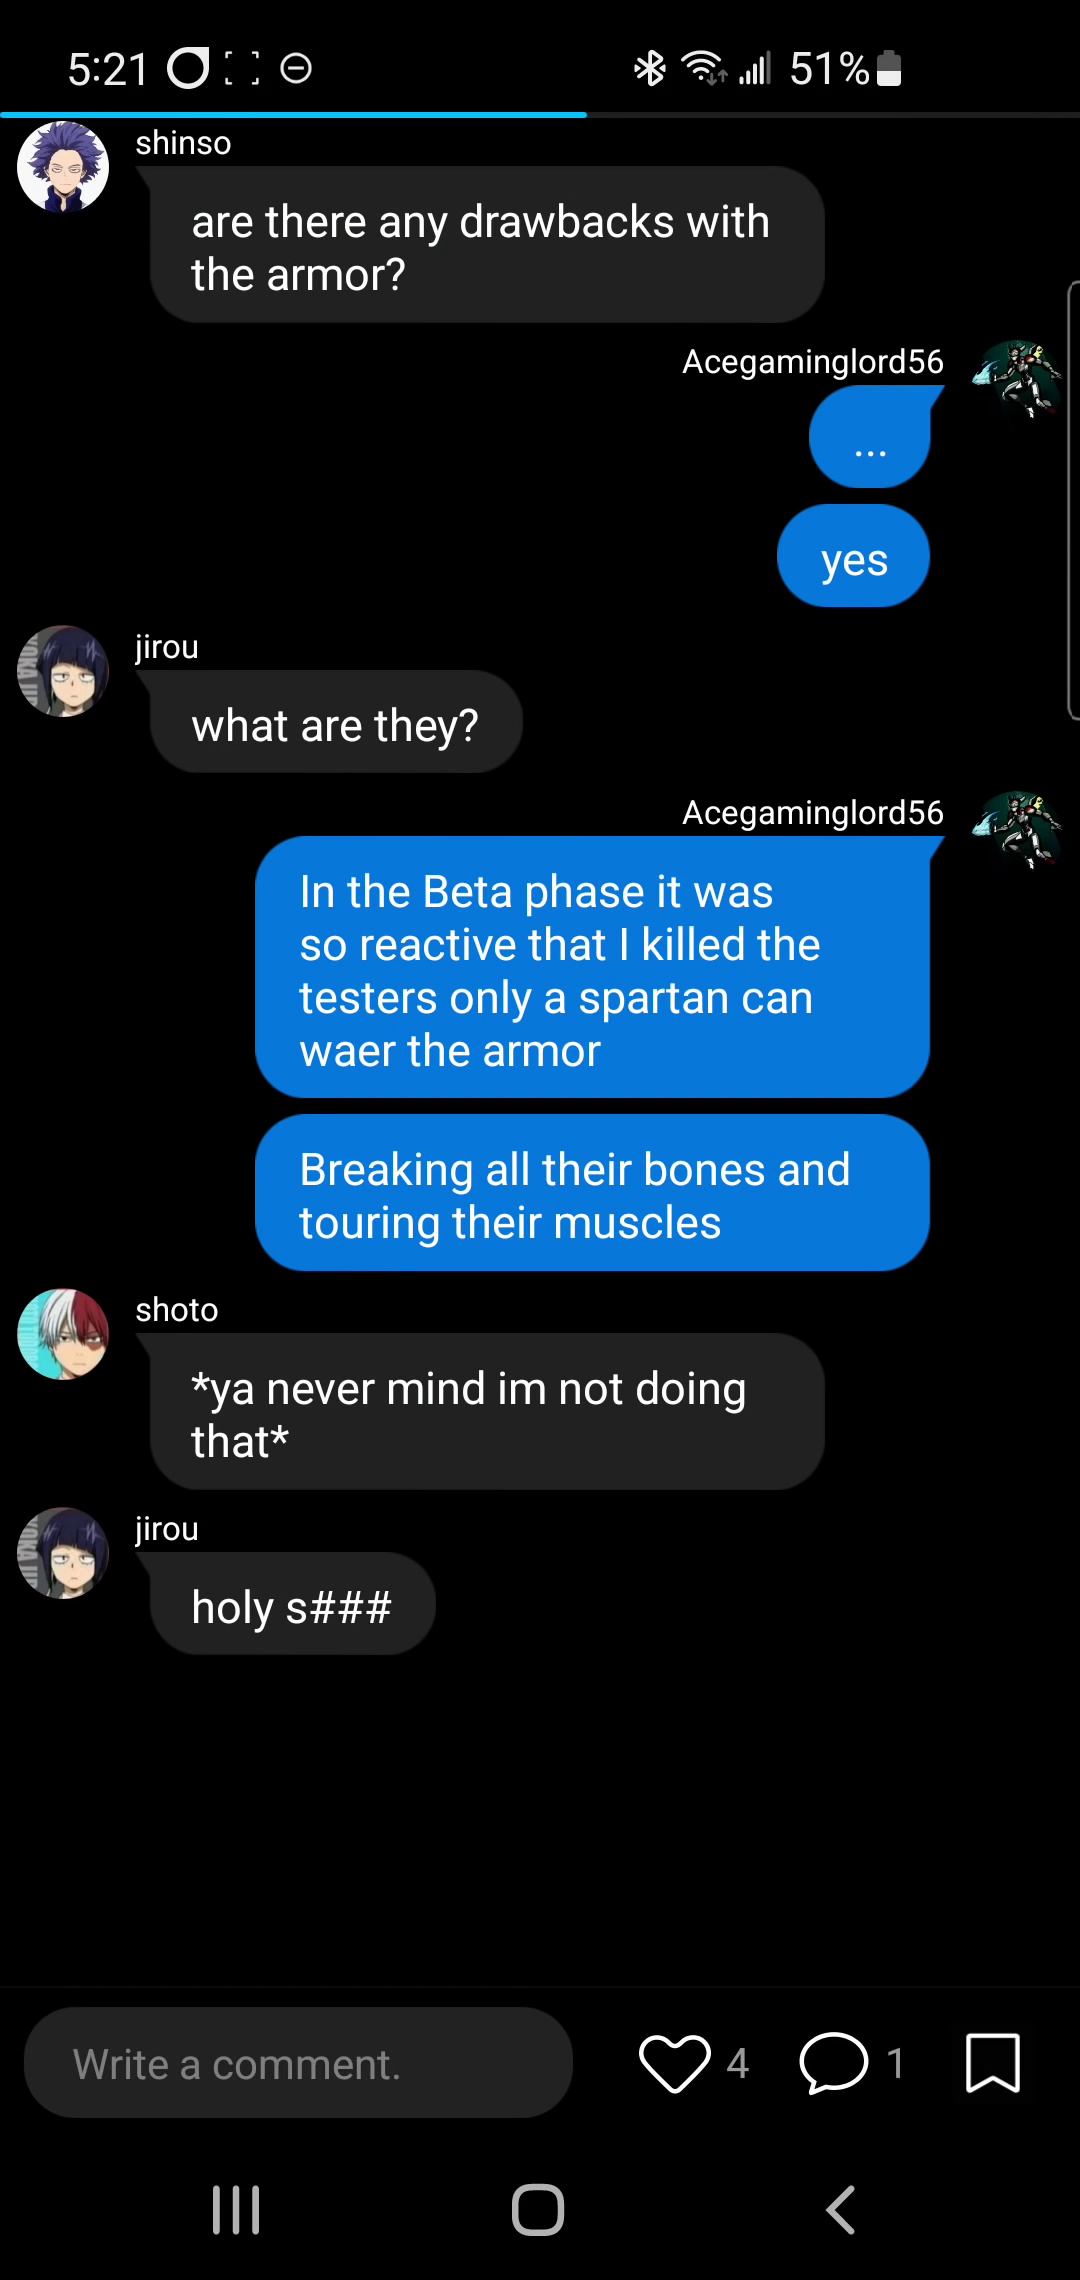 5:21
51%
shinso
are there any drawbacks with
the armor?
Acegaminglord56
...
yes
jirou
what are they?
Acegaminglord56
In the Beta phase it was
so reactive that I killed the
testers only a spartan can
waer the armor
Breaking all their bones and
touring their muscles
shoto
*ya never mind im not doing
that*
jirou
holy s###
Write a comment.
4
1